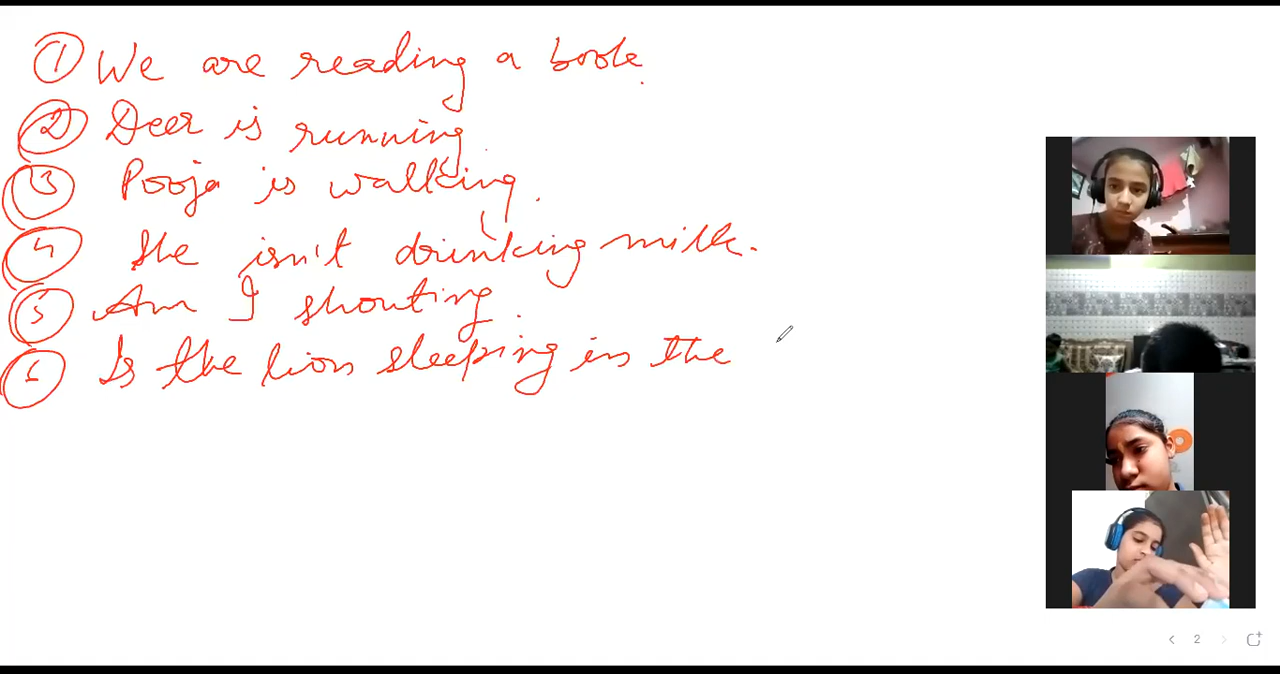 ① We are reading a book.
② Deer is running.
③ Pooja is walking.
④ She isn't drinking milk.
⑤ Am I shouting.
⑥ Is the lion sleeping in the
< 2 >